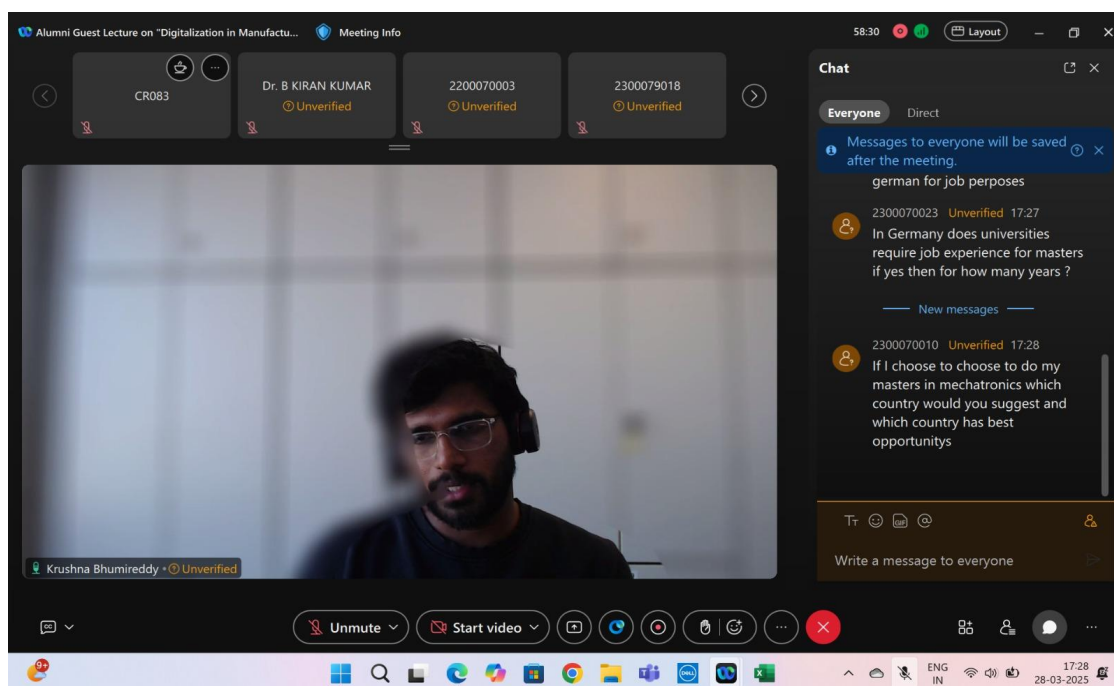 Alumni Guest Lecture on "Digitalization in Manufactu...
Meeting Info
58:30
Layout
CR083
Dr. B KIRAN KUMAR
Unverified
2200070003
Unverified
2300079018
Unverified
Krushna Bhumireddy • Unverified
Chat
Everyone
Direct
Messages to everyone will be saved
after the meeting.
german for job perposes
2300070023 Unverified 17:27
In Germany does universities
require job experience for masters
if yes then for how many years ?
New messages
2300070010 Unverified 17:28
If I choose to choose to do my
masters in mechatronics which
country would you suggest and
which country has best
opportunitys
GIF
Write a message to everyone
CC
Unmute
Start video
9+
DELL
ENG
IN
17:28
28-03-2025